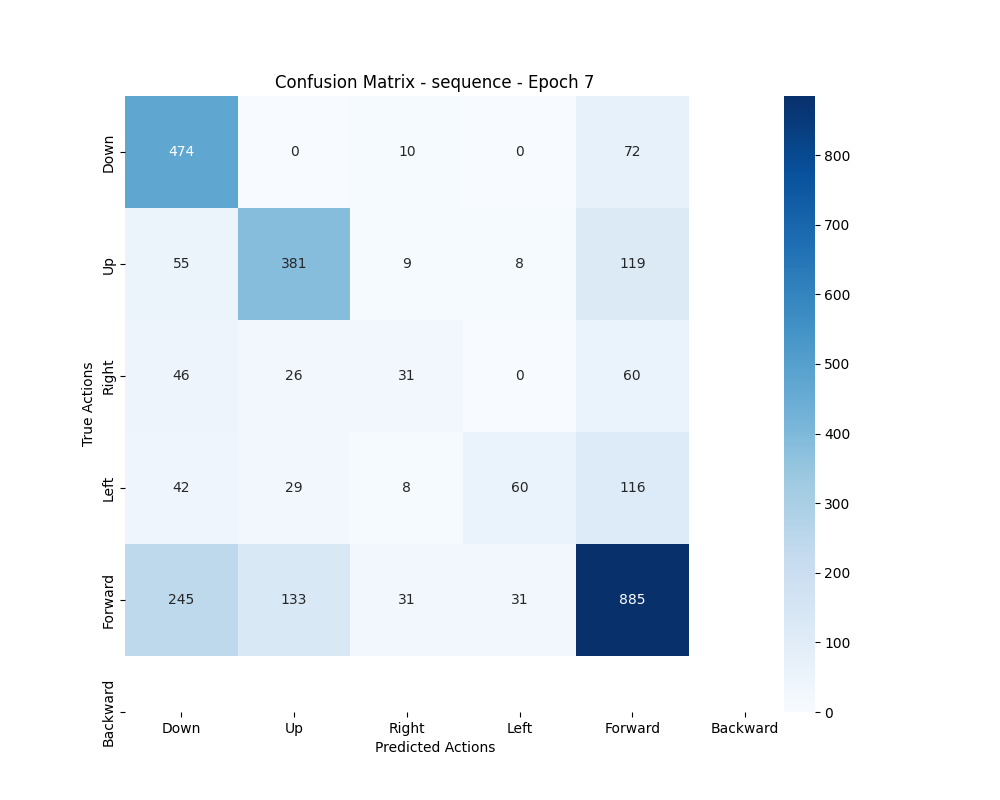 Confusion Matrix - sequence - Epoch 7
True Actions
Down 474 0 10 0 72
Up 55 381 9 8 119
Right 46 26 31 0 60
Left 42 29 8 60 116
Forward 245 133 31 31 885
Backward
Down Up Right Left Forward Backward
Predicted Actions
800
700
600
500
400
300
200
100
0